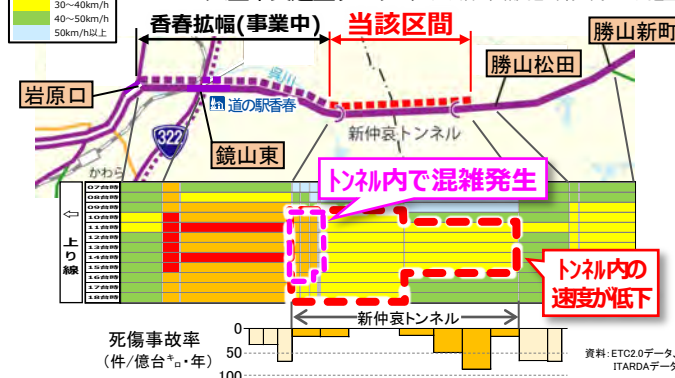 30～40km/h
40～50km/h
50km/h以上
香春拡幅(事業中)
当該区間
勝山新町
勝山松田
岩原口
呉川
道の駅香春
新仲哀トンネル
322
鏡山東
かわら
トンネル内で混雑発生
⇦ 上り線
07台時
08台時
09台時
10台時
11台時
12台時
13台時
14台時
15台時
16台時
17台時
18台時
トンネル内の
速度が低下
新仲哀トンネル
死傷事故率
(件/億台㌔・年)
0
50
100
資料：ETC2.0データ、
ITARDAデータ